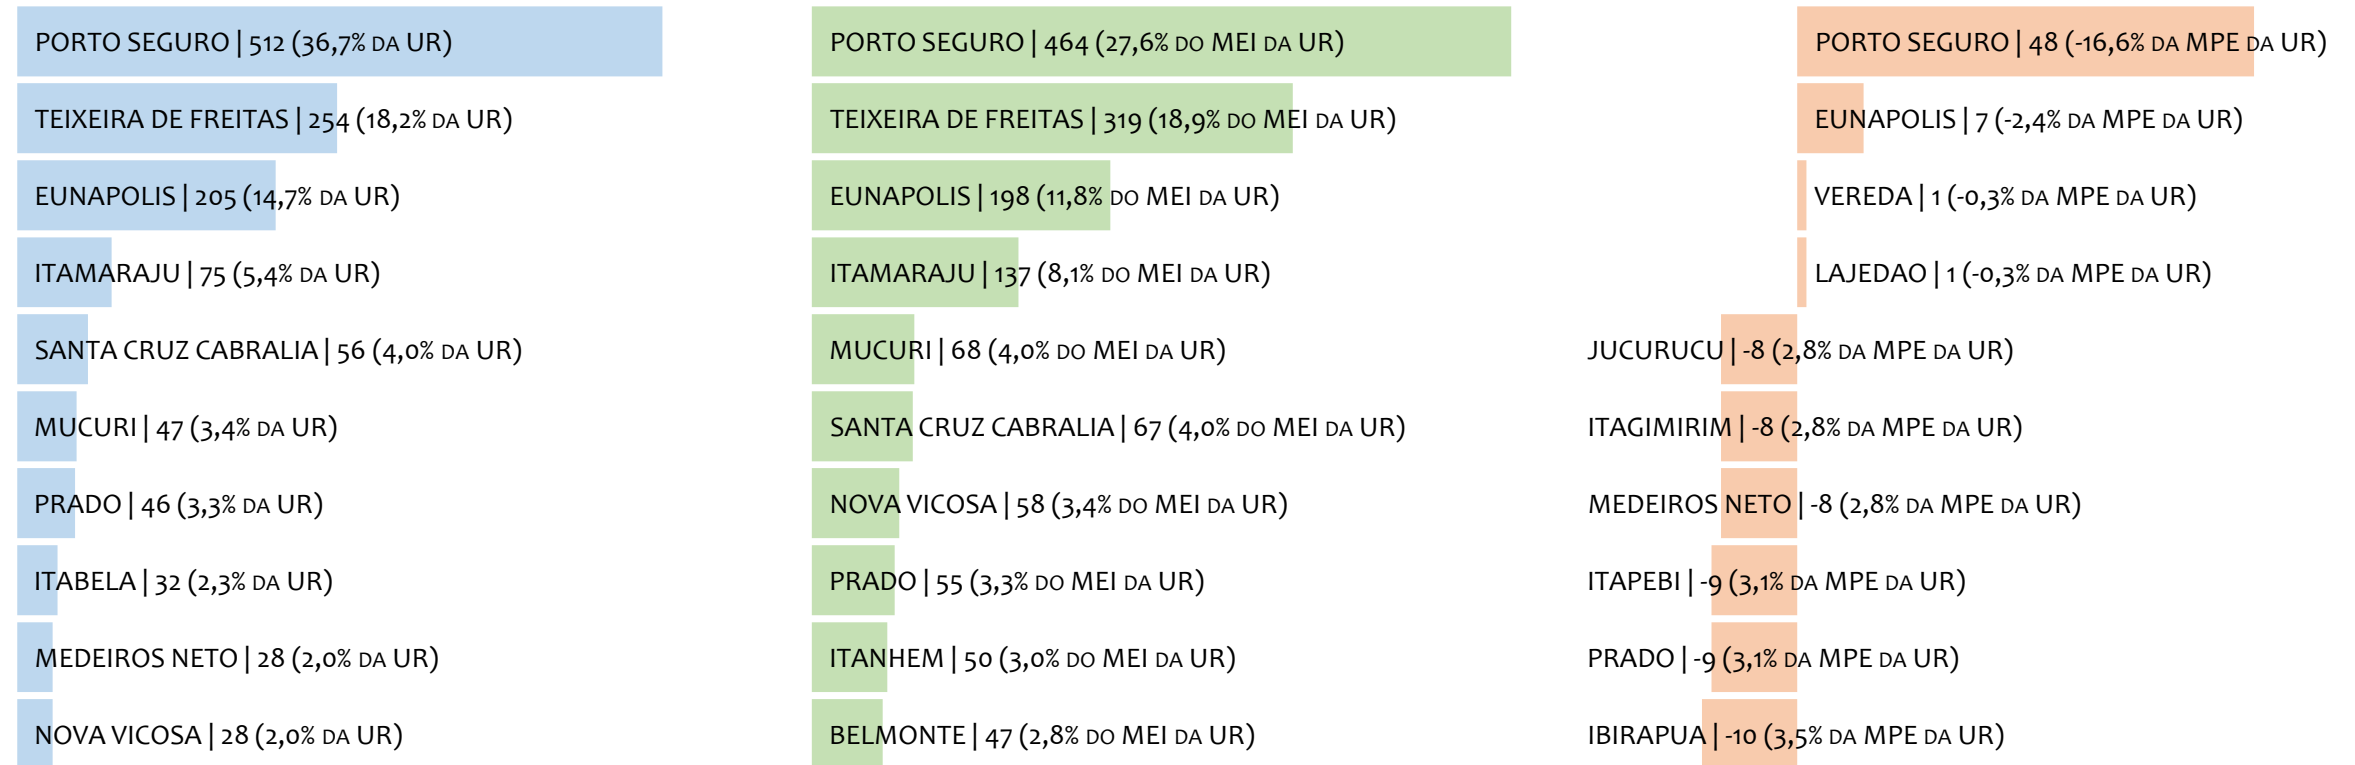 PORTO SEGURO | 512 (36,7% DA UR)
TEIXEIRA DE FREITAS | 254 (18,2% DA UR)
EUNAPOLIS | 205 (14,7% DA UR)
ITAMARAJU | 75 (5,4% DA UR)
SANTA CRUZ CABRALIA | 56 (4,0% DA UR)
MUCURI | 47 (3,4% DA UR)
PRADO | 46 (3,3% DA UR)
ITABELA | 32 (2,3% DA UR)
MEDEIROS NETO | 28 (2,0% DA UR)
NOVA VICOSA | 28 (2,0% DA UR)
PORTO SEGURO | 464 (27,6% DO MEI DA UR)
TEIXEIRA DE FREITAS | 319 (18,9% DO MEI DA UR)
EUNAPOLIS | 198 (11,8% DO MEI DA UR)
ITAMARAJU | 137 (8,1% DO MEI DA UR)
MUCURI | 68 (4,0% DO MEI DA UR)
SANTA CRUZ CABRALIA | 67 (4,0% DO MEI DA UR)
NOVA VICOSA | 58 (3,4% DO MEI DA UR)
PRADO | 55 (3,3% DO MEI DA UR)
ITANHEM | 50 (3,0% DO MEI DA UR)
BELMONTE | 47 (2,8% DO MEI DA UR)
PORTO SEGURO | 48 (-16,6% DA MPE DA UR)
EUNAPOLIS | 7 (-2,4% DA MPE DA UR)
VEREDA | 1 (-0,3% DA MPE DA UR)
LAJEDAO | 1 (-0,3% DA MPE DA UR)
JUCURUCU | -8 (2,8% DA MPE DA UR)
ITAGIMIRIM | -8 (2,8% DA MPE DA UR)
MEDEIROS NETO | -8 (2,8% DA MPE DA UR)
ITAPEBI | -9 (3,1% DA MPE DA UR)
PRADO | -9 (3,1% DA MPE DA UR)
IBIRAPUA | -10 (3,5% DA MPE DA UR)